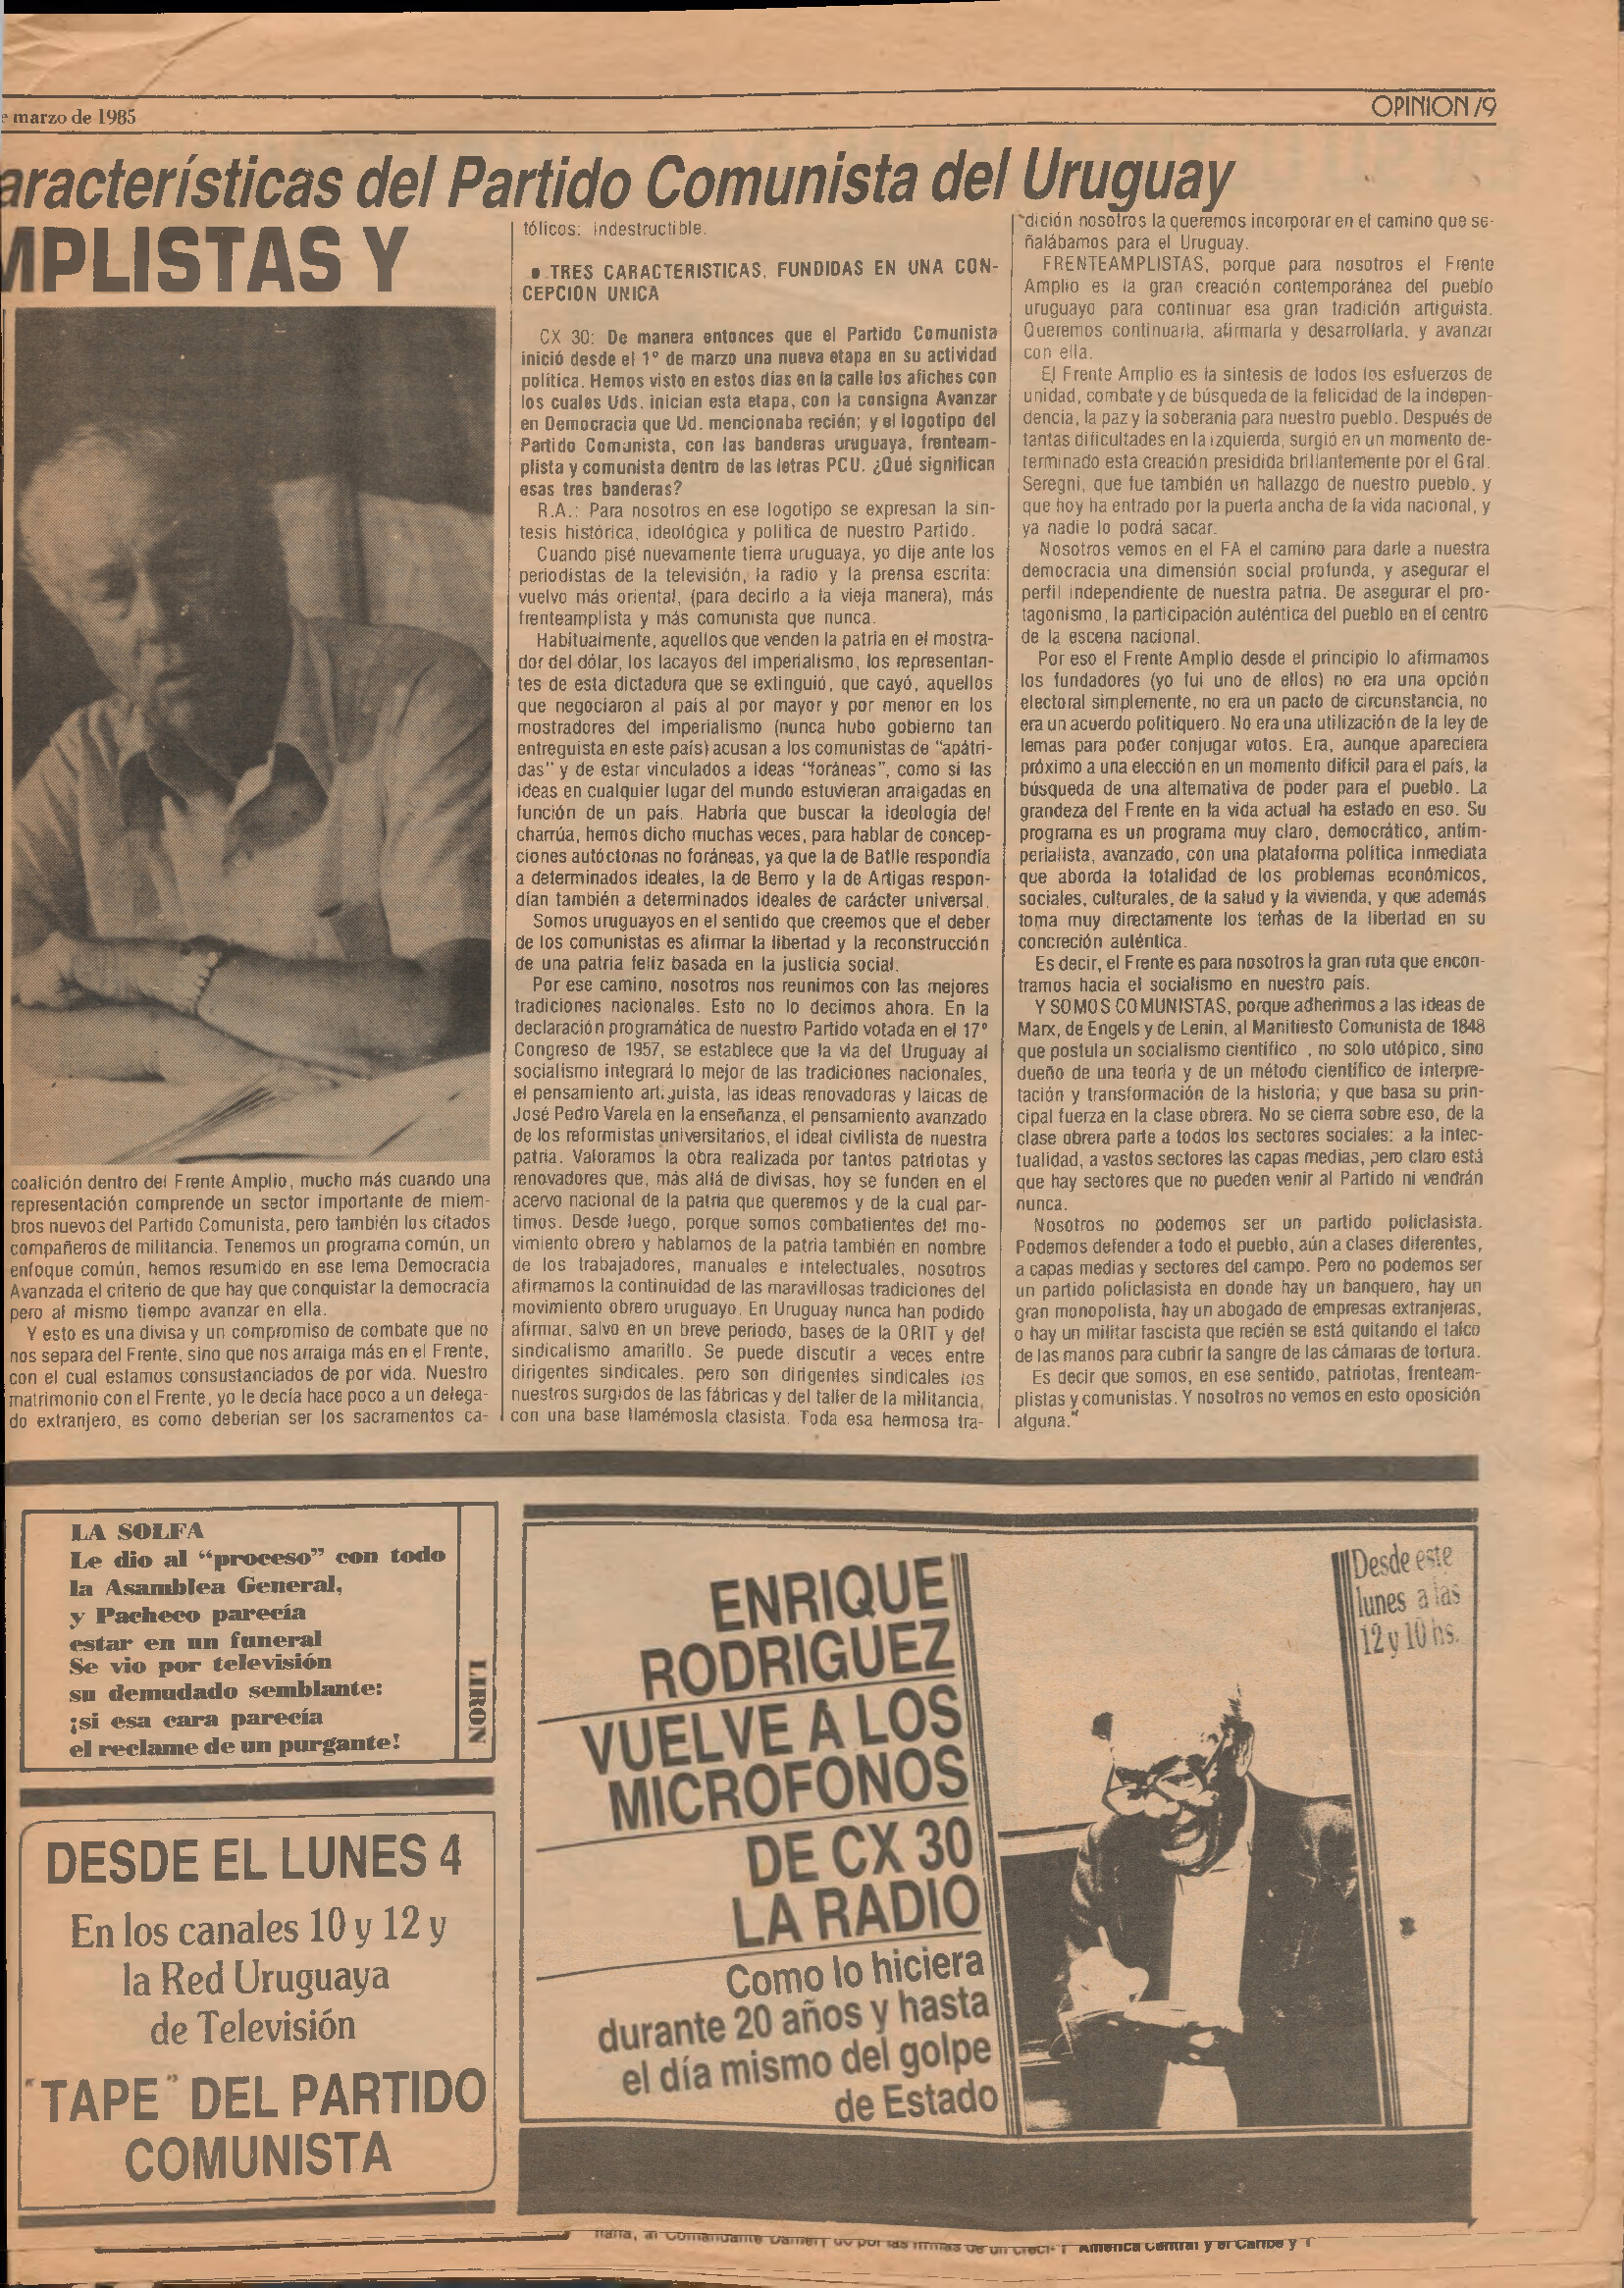 marzo de 1985
OPINION /9
aracterísticas del Partido Comunista del Uruguay
MPLISTAS Y
coalición dentro del Frente Amplio, mucho más cuando una
representación comprende un sector importante de miem-
bros nuevos del Partido Comunista, pero también los citados
compañeros de militancia. Tenemos un programa común, un
enfoque común, hemos resumido en ese lema Democracia
Avanzada el criterio de que hay que conquistar la democracia
pero al mismo tiempo avanzar en ella.
Y esto es una divisa y un compromiso de combate que no
nos separa del Frente, sino que nos arraiga más en el Frente,
con el cual estamos consustanciados de por vida. Nuestro
matrimonio con el Frente, yo le decía hace poco a un delega-
do extranjero, es como deberían ser los sacramentos ca-
tólicos: indestructible.
● TRES CARACTERISTICAS, FUNDIDAS EN UNA CON-
CEPCION UNICA
CX 30: De manera entonces que el Partido Comunista
inició desde el 1º de marzo una nueva etapa en su actividad
política. Hemos visto en estos días en la calle los afiches con
los cuales Uds. inician esta etapa, con la consigna Avanzar
en Democracia que Ud. mencionaba recién; y el logotipo del
Partido Comunista, con las banderas uruguaya, frenteam-
plista y comunista dentro de las letras PCU. ¿Qué significan
esas tres banderas?
R.A.: Para nosotros en ese logotipo se expresan la sín-
tesis histórica, ideológica y política de nuestro Partido.
Cuando pisé nuevamente tierra uruguaya, yo dije ante los
periodistas de la televisión, la radio y la prensa escrita:
vuelvo más oriental, (para decirlo a la vieja manera), más
frenteamplista y más comunista que nunca.
Habitualmente, aquellos que venden la patria en el mostra-
dor del dólar, los lacayos del imperialismo, los representan-
tes de esta dictadura que se extinguió, que cayó, aquellos
que negociaron al país al por mayor y por menor en los
mostradores del imperialismo (nunca hubo gobierno tan
entreguista en este país) acusan a los comunistas de "apátri-
das" y de estar vinculados a ideas "foráneas", como si las
ideas en cualquier lugar del mundo estuvieran arraigadas en
función de un país. Habría que buscar la ideología del
charrúa, hemos dicho muchas veces, para hablar de concep-
ciones autóctonas no foráneas, ya que la de Batlle respondía
a determinados ideales, la de Berro y la de Artigas respon-
dían también a determinados ideales de carácter universal.
Somos uruguayos en el sentido que creemos que el deber
de los comunistas es afirmar la libertad y la reconstrucción
de una patria feliz basada en la justicia social.
Por ese camino, nosotros nos reunimos con las mejores
tradiciones nacionales. Esto no lo decimos ahora. En la
declaración programática de nuestro Partido votada en el 17º
Congreso de 1957, se establece que la vía del Uruguay al
socialismo integrará lo mejor de las tradiciones nacionales,
el pensamiento artiguista, las ideas renovadoras y laicas de
José Pedro Varela en la enseñanza, el pensamiento avanzado
de los reformistas universitarios, el ideal civilista de nuestra
patria. Valoramos la obra realizada por tantos patriotas y
renovadores que, más allá de divisas, hoy se funden en el
acervo nacional de la patria que queremos y de la cual par-
timos. Desde luego, porque somos combatientes del mo-
vimiento obrero y hablamos de la patria también en nombre
de los trabajadores, manuales e intelectuales, nosotros
afirmamos la continuidad de las maravillosas tradiciones del
movimiento obrero uruguayo. En Uruguay nunca han podido
afirmar, salvo en un breve período, bases de la ORIT y del
sindicalismo amarillo. Se puede discutir a veces entre
dirigentes sindicales, pero son dirigentes sindicales los
nuestros surgidos de las fábricas y del taller de la militancia,
con una base llamémosla clasista. Toda esa hermosa tra-
dición nosotros la queremos incorporar en el camino que se-
ñalábamos para el Uruguay.
FRENTEAMPLISTAS, porque para nosotros el Frente
Amplio es la gran creación contemporánea del pueblo
uruguayo para continuar esa gran tradición artiguista.
Queremos continuarla, afirmarla y desarrollarla, y avanzar
con ella.
El Frente Amplio es la síntesis de todos los esfuerzos de
unidad, combate y de búsqueda de la felicidad de la indepen-
dencia, la paz y la soberanía para nuestro pueblo. Después de
tantas dificultades en la izquierda, surgió en un momento de-
terminado esta creación presidida brillantemente por el Gral.
Seregni, que fue también un hallazgo de nuestro pueblo, y
que hoy ha entrado por la puerta ancha de la vida nacional, y
ya nadie lo podrá sacar.
Nosotros vemos en el FA el camino para darle a nuestra
democracia una dimensión social profunda, y asegurar el
perfil independiente de nuestra patria. De asegurar el pro-
tagonismo, la participación auténtica del pueblo en el centro
de la escena nacional.
Por eso el Frente Amplio desde el principio lo afirmamos
los fundadores (yo fui uno de ellos) no era una opción
electoral simplemente, no era un pacto de circunstancia, no
era un acuerdo politiquero. No era una utilización de la ley de
lemas para poder conjugar votos. Era, aunque apareciera
próximo a una elección en un momento difícil para el país, la
búsqueda de una alternativa de poder para el pueblo. La
grandeza del Frente en la vida actual ha estado en eso. Su
programa es un programa muy claro, democrático, antim-
perialista, avanzado, con una plataforma política inmediata
que aborda la totalidad de los problemas económicos,
sociales, culturales, de la salud y la vivienda, y que además
toma muy directamente los temas de la libertad en su
concreción auténtica.
Es decir, el Frente es para nosotros la gran ruta que encon-
tramos hacia el socialismo en nuestro país.
Y SOMOS COMUNISTAS, porque adherimos a las ideas de
Marx, de Engels y de Lenin, al Manifiesto Comunista de 1848
que postula un socialismo científico , no solo utópico, sino
dueño de una teoría y de un método científico de interpre-
tación y transformación de la historia; y que basa su prin-
cipal fuerza en la clase obrera. No se cierra sobre eso, de la
clase obrera parte a todos los sectores sociales: a la intec-
tualidad, a vastos sectores las capas medias, pero claro está
que hay sectores que no pueden venir al Partido ni vendrán
nunca.
Nosotros no podemos ser un partido policlasista.
Podemos defender a todo el pueblo, aún a clases diferentes,
a capas medias y sectores del campo. Pero no podemos ser
un partido policlasista en donde hay un banquero, hay un
gran monopolista, hay un abogado de empresas extranjeras,
o hay un militar fascista que recién se está quitando el talco
de las manos para cubrir la sangre de las cámaras de tortura.
Es decir que somos, en ese sentido, patriotas, frenteam-
plistas y comunistas. Y nosotros no vemos en esto oposición
alguna."
LA SOLFA
Le dio al "proceso" con todo
la Asamblea General,
y Pacheco parecía
estar en un funeral
Se vio por televisión
su demudado semblante:
¡si esa cara parecía
el reclame de un purgante!
LIRON
DESDE EL LUNES 4
En los canales 10 y 12 y
la Red Uruguaya
de Televisión
"TAPE" DEL PARTIDO
COMUNISTA
ENRIQUE
RODRIGUEZ
VUELVE A LOS
MICROFONOS
DE CX 30
LA RADIO
Como lo hiciera
durante 20 años y hasta
el día mismo del golpe
de Estado
Desde este
lunes a las
12 y 10 hs.
América Central y el Caribe y